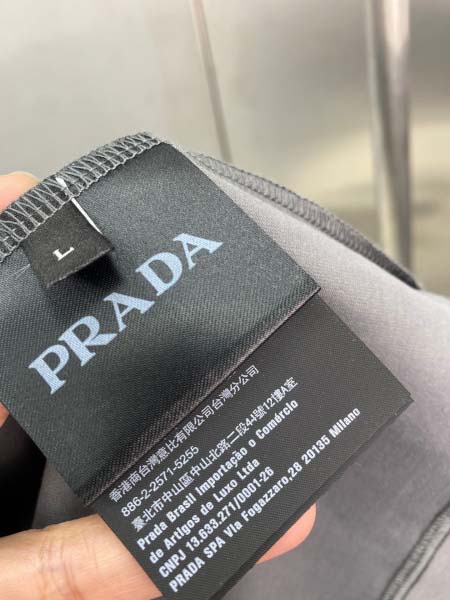 L
PRADA
香港商台灣意比有限公司台灣分公司
886-2-2571-5255
臺北市中山區中山北路二段44號12樓A室
Prada Brasil Importação o Comércio
de Artigos de Luxo Ltda
CNPJ 13.633.271/0001-26
PRADA SPA Via Fogazzaro,28 20135 Milano